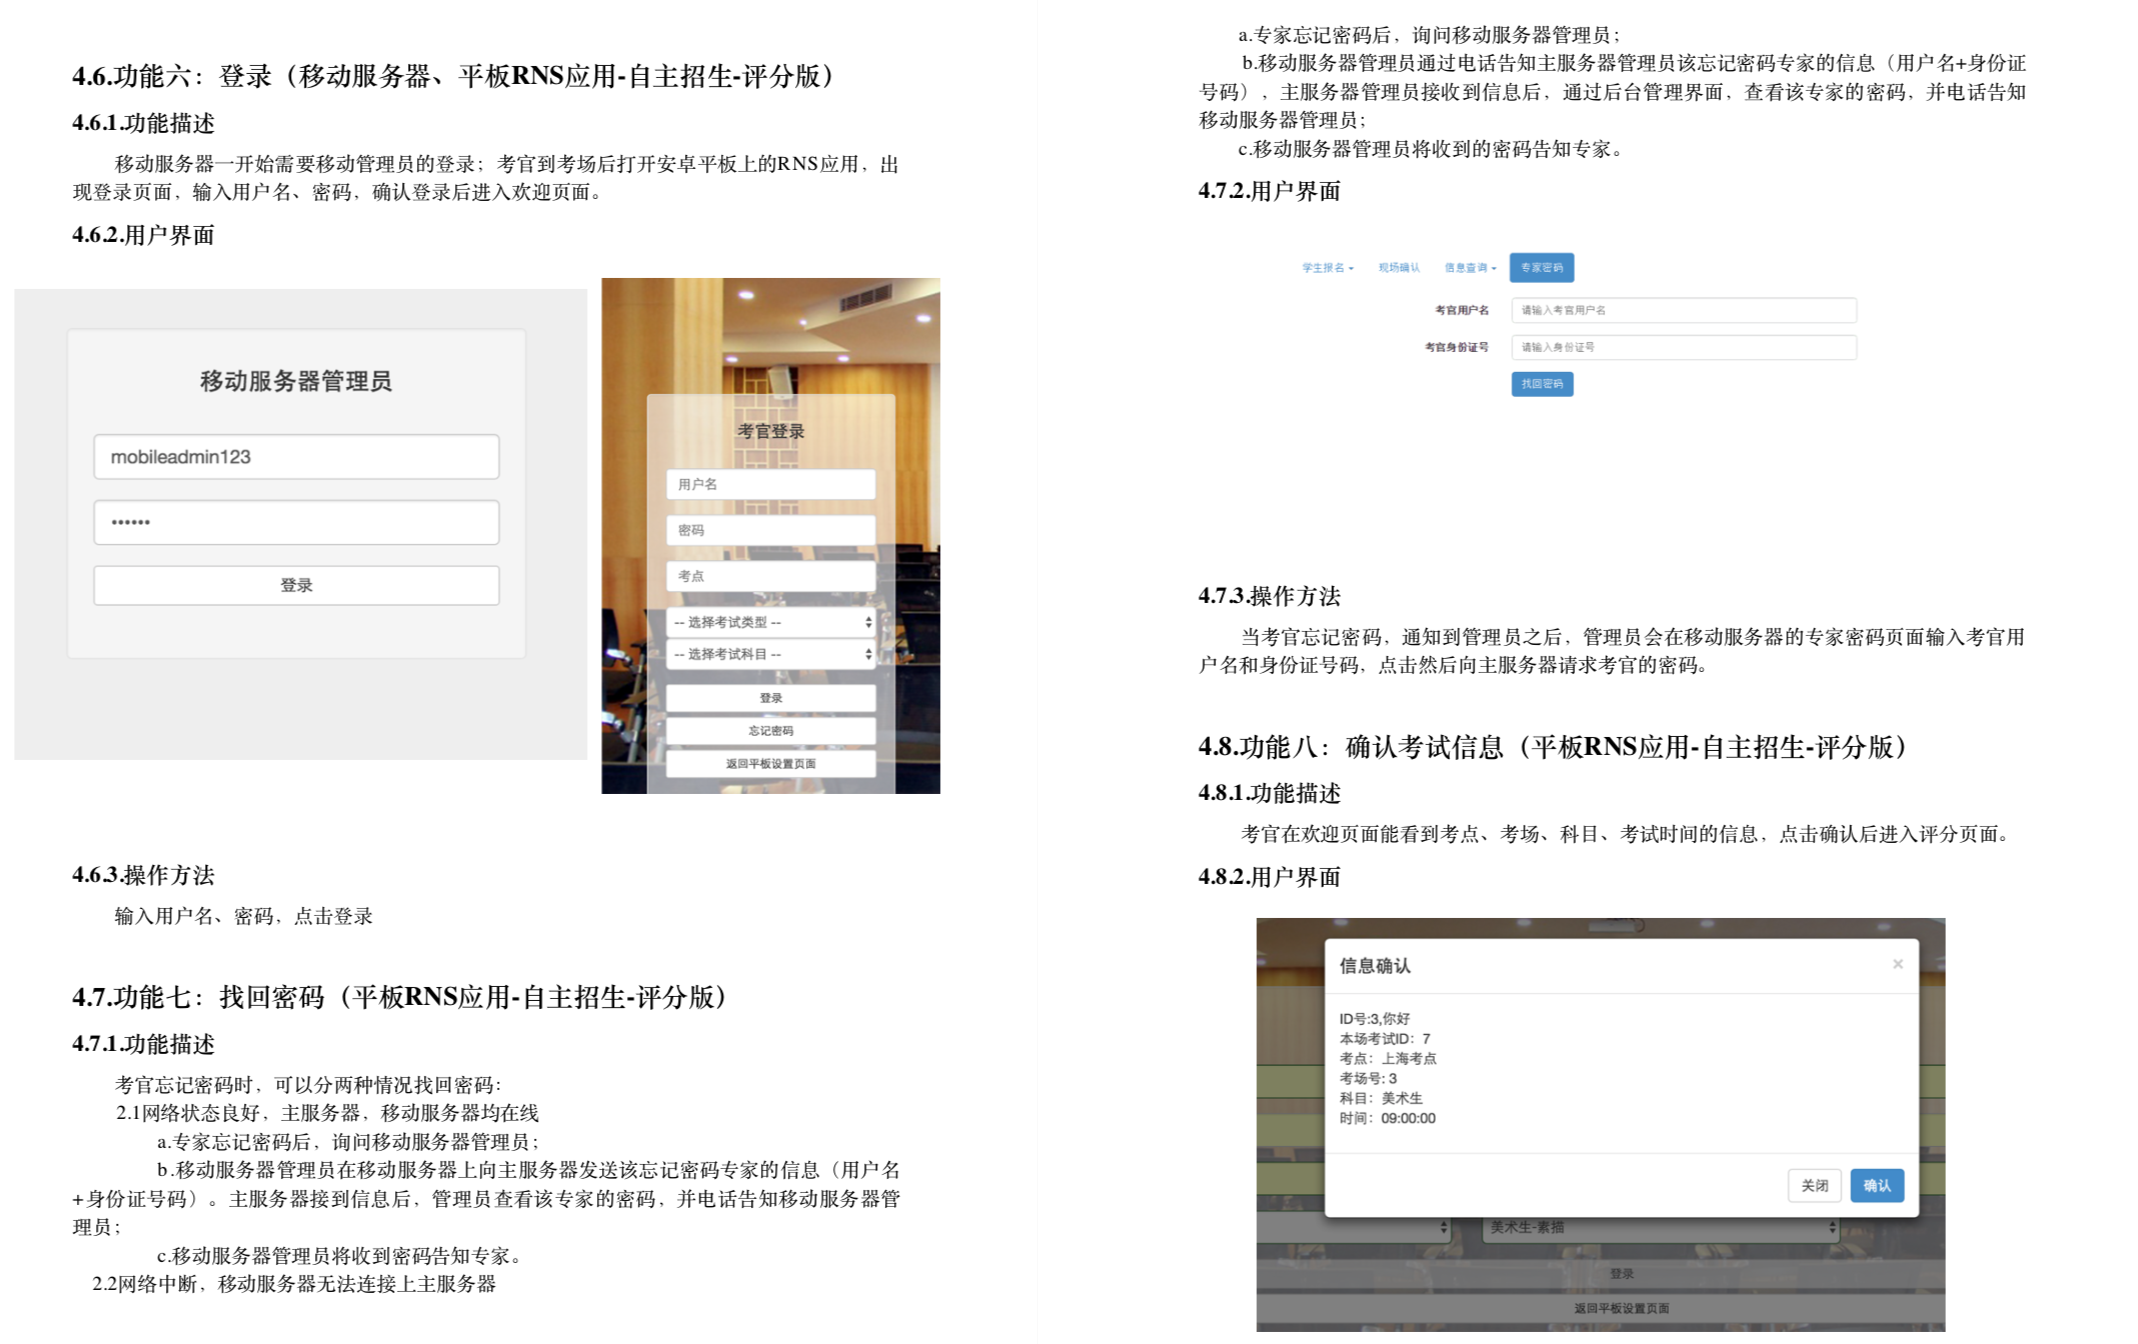 4.6.功能六：登录（移动服务器、平板RNS应用-自主招生-评分版）
4.6.1.功能描述
移动服务器一开始需要移动管理员的登录；考官到考场后打开安卓平板上的RNS应用，出
现登录页面，输入用户名、密码，确认登录后进入欢迎页面。
4.6.2.用户界面
移动服务器管理员
mobileadmin123
••••••
登录
考官登录
用户名
密码
考点
-- 选择考试类型 --
-- 选择考试科目 --
登录
忘记密码
返回平板设置页面
4.6.3.操作方法
输入用户名、密码，点击登录
4.7.功能七：找回密码（平板RNS应用-自主招生-评分版）
4.7.1.功能描述
考官忘记密码时，可以分两种情况找回密码：
2.1网络状态良好，主服务器，移动服务器均在线
a.专家忘记密码后，询问移动服务器管理员；
b.移动服务器管理员在移动服务器上向主服务器发送该忘记密码专家的信息（用户名
+身份证号码）。主服务器接到信息后，管理员查看该专家的密码，并电话告知移动服务器管
理员；
c.移动服务器管理员将收到密码告知专家。
2.2网络中断，移动服务器无法连接上主服务器
a.专家忘记密码后，询问移动服务器管理员；
b.移动服务器管理员通过电话告知主服务器管理员该忘记密码专家的信息（用户名+身份证
号码），主服务器管理员接收到信息后，通过后台管理界面，查看该专家的密码，并电话告知
移动服务器管理员；
c.移动服务器管理员将收到的密码告知专家。
4.7.2.用户界面
学生报名 现场确认 信息查询 专家密码
考官用户名 请输入考官用户名
考官身份证号 请输入身份证号
找回密码
4.7.3.操作方法
当考官忘记密码，通知到管理员之后，管理员会在移动服务器的专家密码页面输入考官用
户名和身份证号码，点击然后向主服务器请求考官的密码。
4.8.功能八：确认考试信息（平板RNS应用-自主招生-评分版）
4.8.1.功能描述
考官在欢迎页面能看到考点、考场、科目、考试时间的信息，点击确认后进入评分页面。
4.8.2.用户界面
信息确认 ×
ID号:3,你好
本场考试ID：7
考点：上海考点
考场号: 3
科目：美术生
时间：09:00:00
关闭 确认
美术生-素描
登录
返回平板设置页面